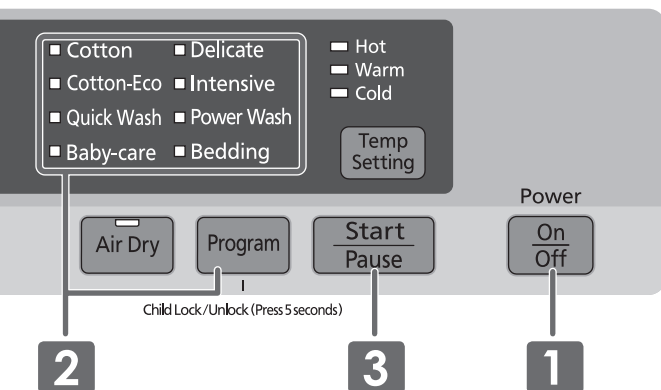 Cotton Delicate Hot
Cotton-Eco Intensive Warm
Quick Wash Power Wash Cold
Baby-care Bedding
Temp
Setting
Power
Air Dry Program Start On
Pause Off
Child Lock/Unlock (Press 5 seconds)
2 3 1